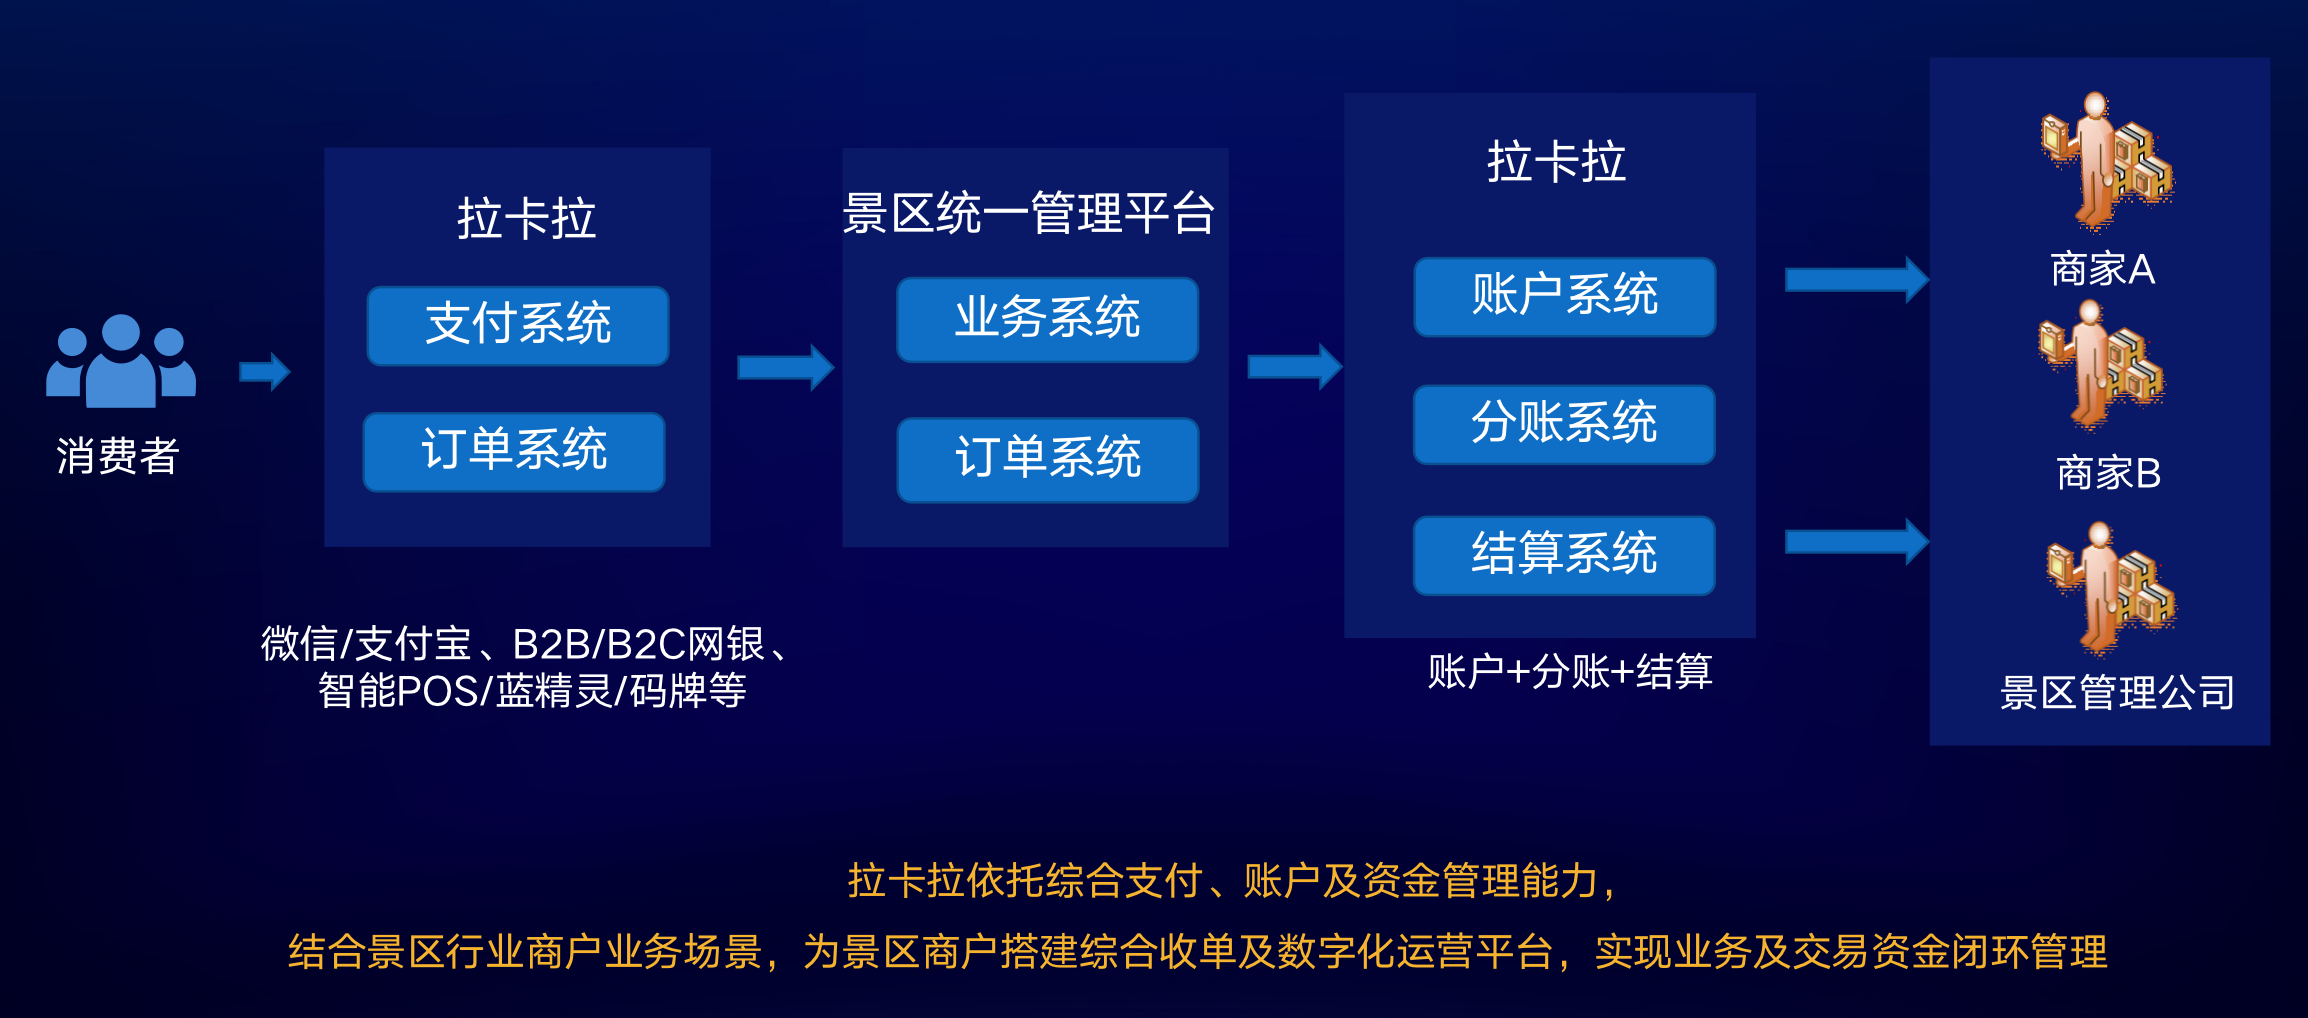 消费者
拉卡拉
支付系统
订单系统
微信/支付宝、B2B/B2C网银、
智能POS/蓝精灵/码牌等
景区统一管理平台
业务系统
订单系统
拉卡拉
账户系统
分账系统
结算系统
账户+分账+结算
商家A
商家B
景区管理公司
拉卡拉依托综合支付、账户及资金管理能力，
结合景区行业商户业务场景，为景区商户搭建综合收单及数字化运营平台，实现业务及交易资金闭环管理